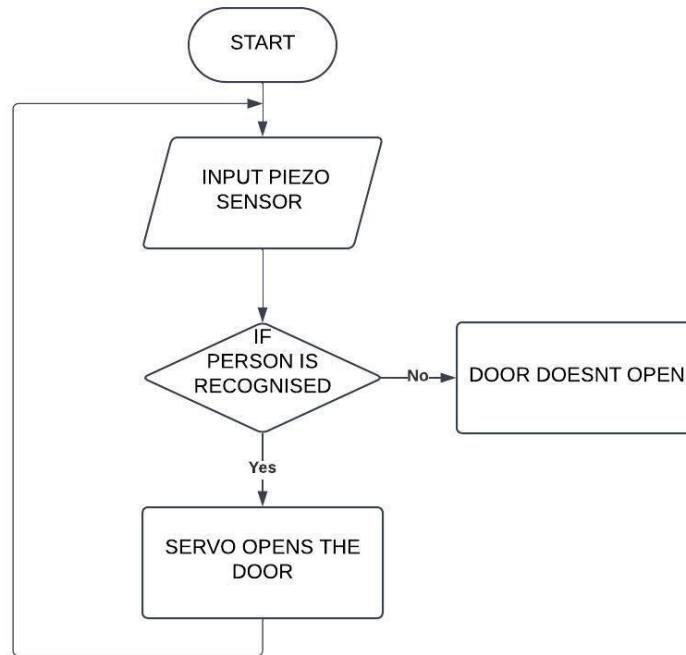 START
INPUT PIEZO
SENSOR
IF
PERSON IS
RECOGNISED
No
DOOR DOESNT OPEN
Yes
SERVO OPENS THE
DOOR